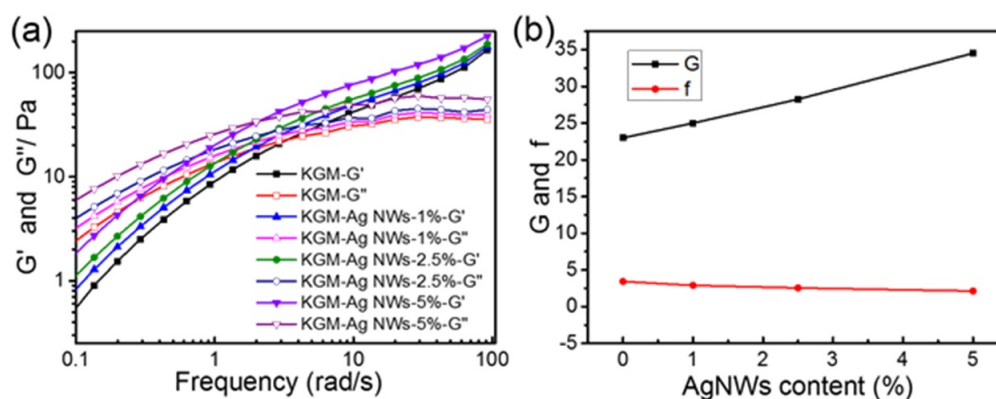 (a)
G' and G"/ Pa
100
10
1
0.1
1
10
100
Frequency (rad/s)
KGM-G'
KGM-G"
KGM-Ag NWs-1%-G'
KGM-Ag NWs-1%-G"
KGM-Ag NWs-2.5%-G'
KGM-Ag NWs-2.5%-G"
KGM-Ag NWs-5%-G'
KGM-Ag NWs-5%-G"
(b)
G and f
35
30
25
20
15
10
5
0
-5
G
f
0
1
2
3
4
5
AgNWs content (%)